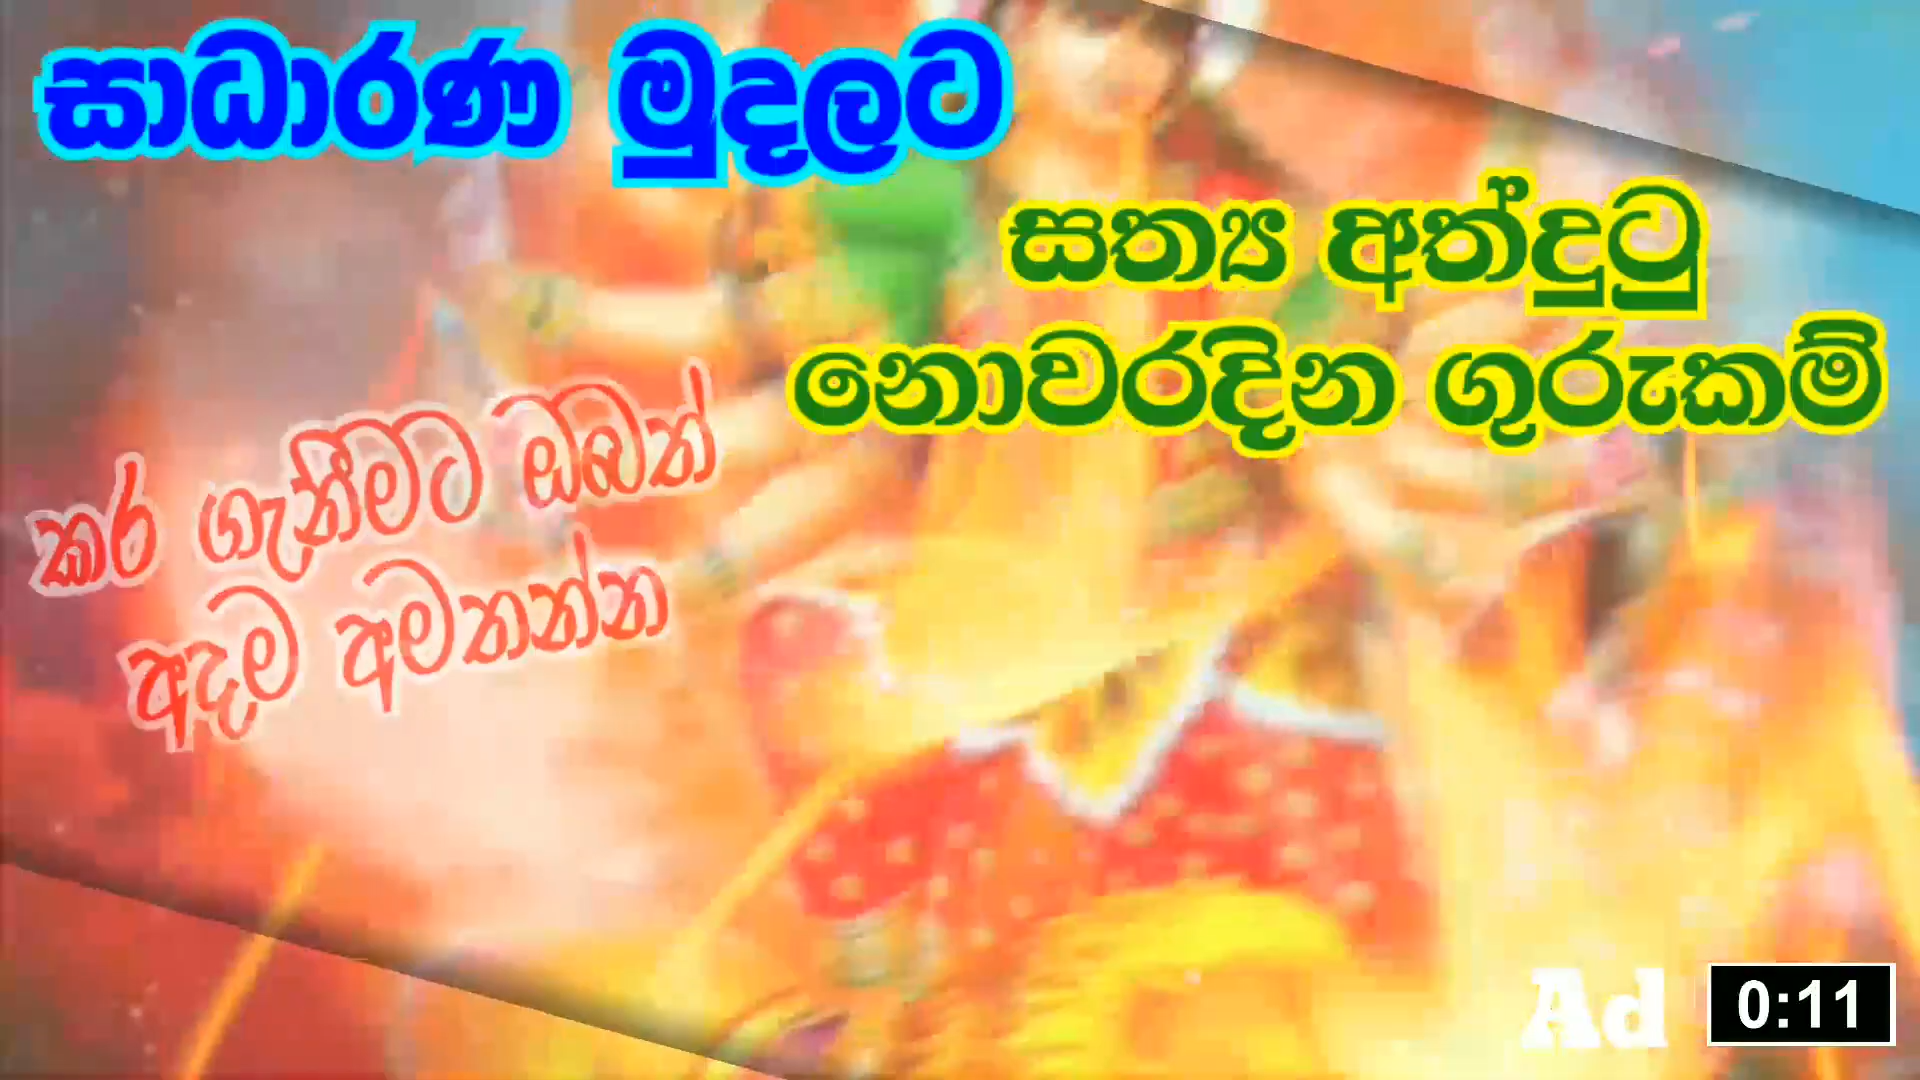 සාධාරණ මුදලට
සත්‍ය අත්දුටු
නොවරදින ගුරුකම්
කර ගැනීමට ඔබත්
අදම අමතන්න
Ad 0:11